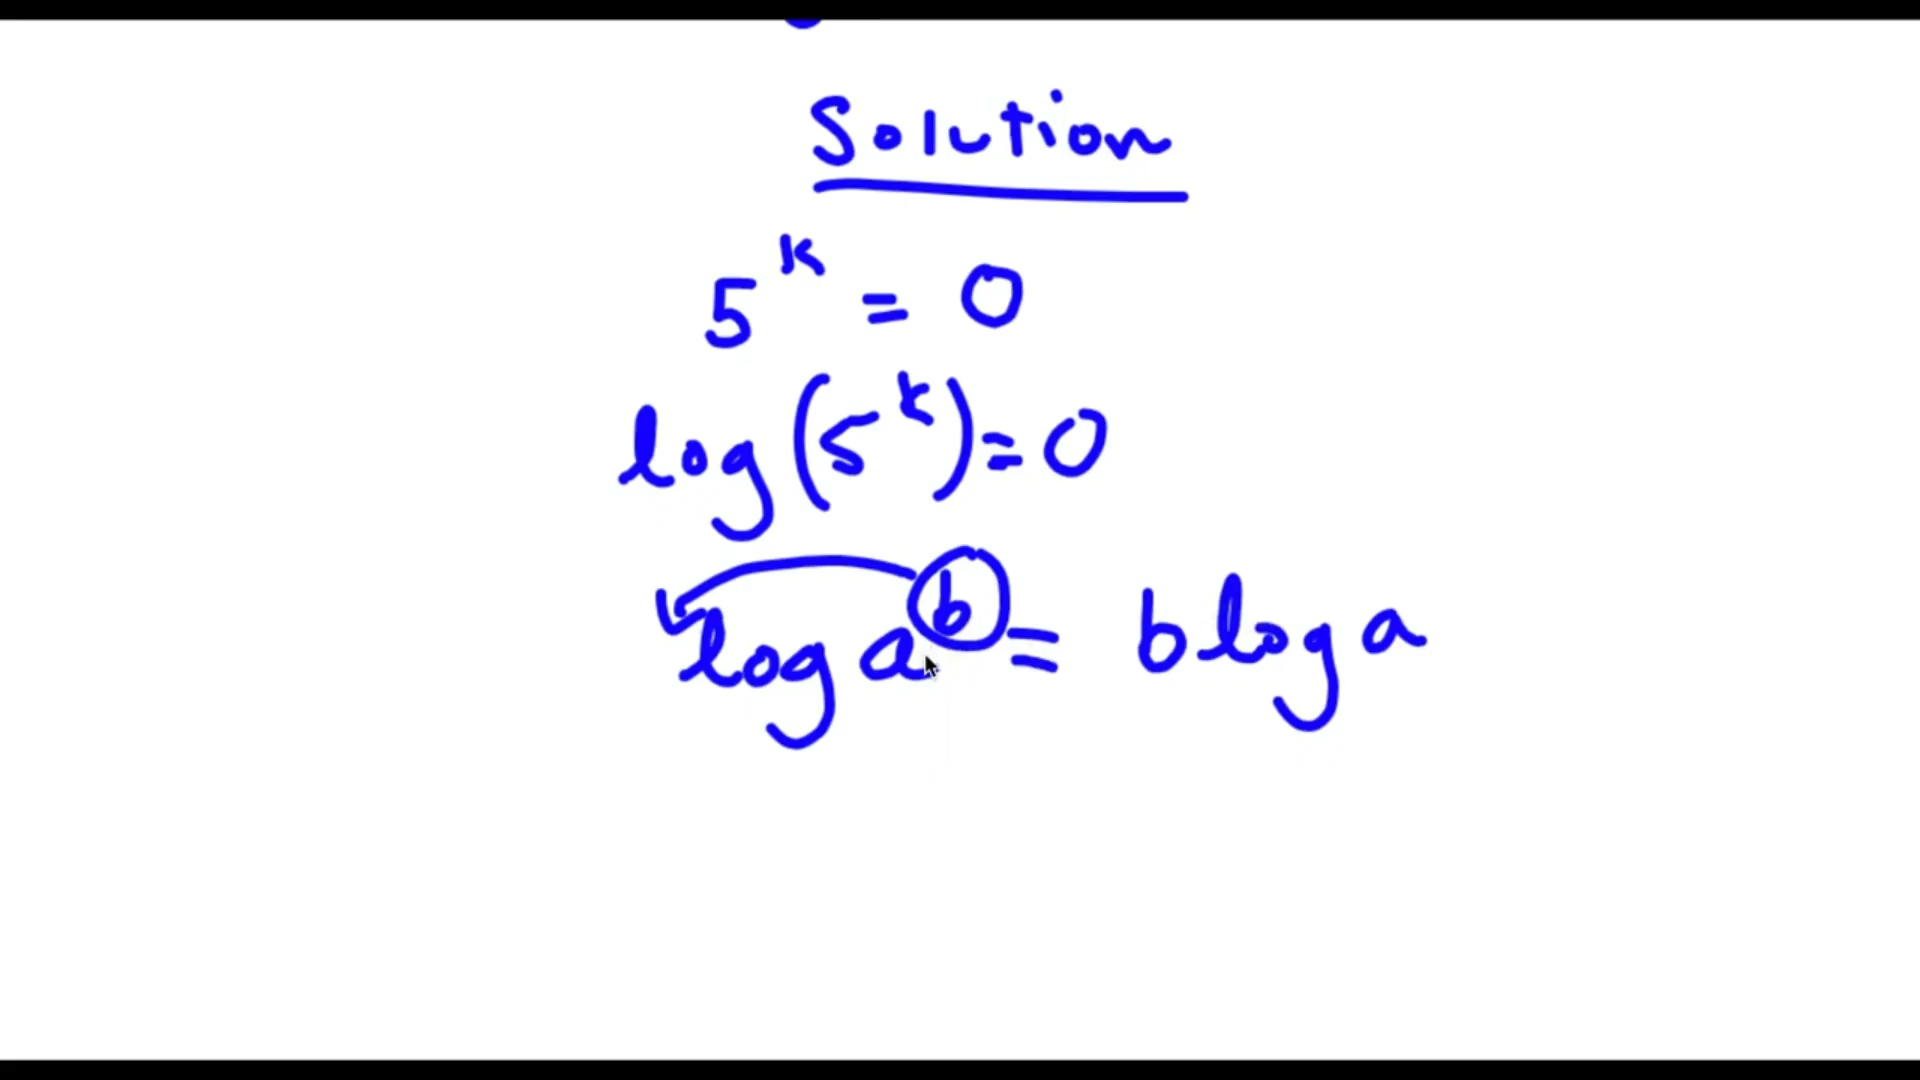 Solution
5^k = 0
log(5^k)=0
log a^b = b log a